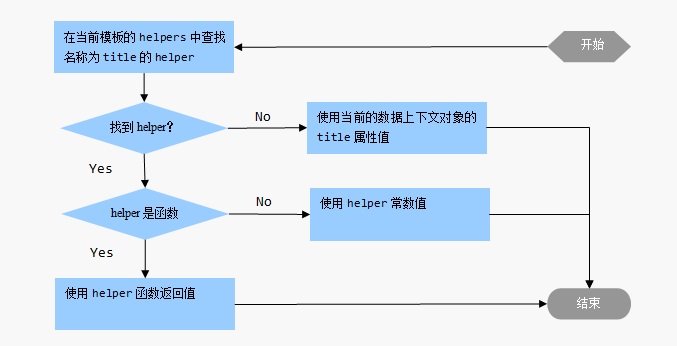 开始
在当前模板的 helpers 中查找
名称为 title 的 helper
找到 helper?
No
使用当前的数据上下文对象的
title 属性值
Yes
helper 是函数
No
使用 helper 常数值
Yes
使用 helper 函数返回值
结束